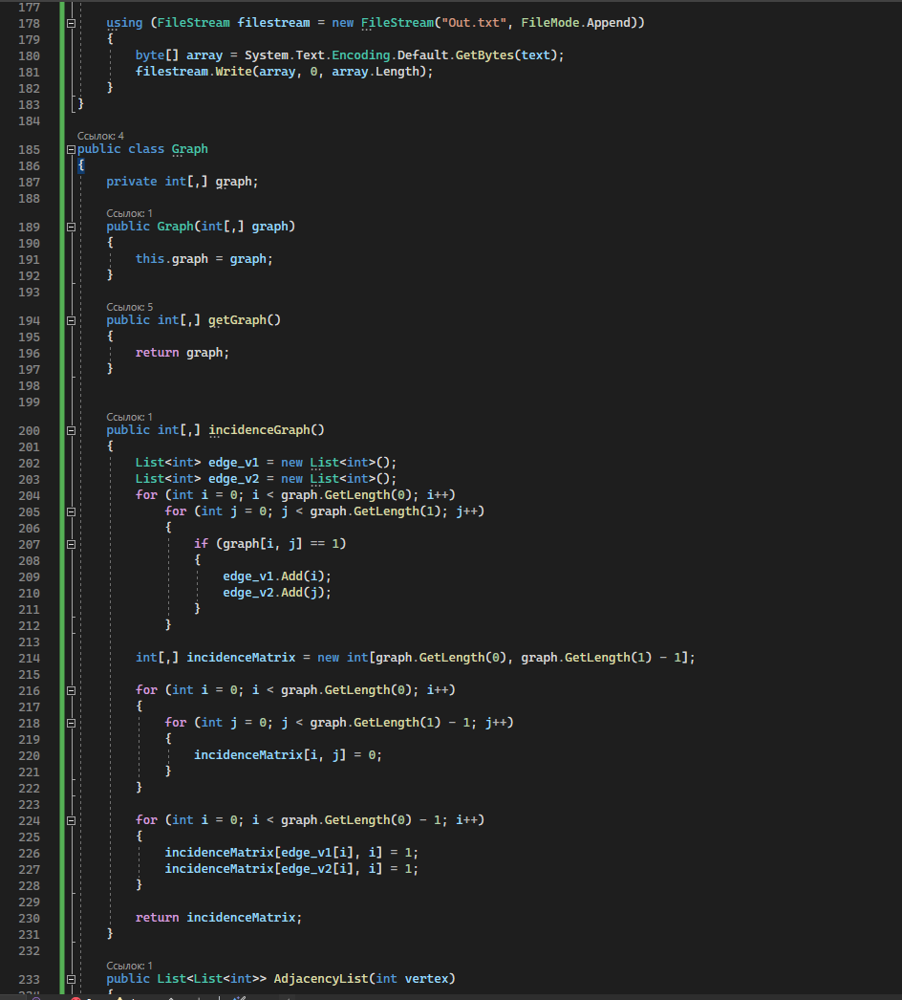 177
178 using (FileStream filestream = new FileStream("Out.txt", FileMode.Append))
179 {
180 byte[] array = System.Text.Encoding.Default.GetBytes(text);
181 filestream.Write(array, 0, array.Length);
182 }
183 }
184
Ссылок: 4
185 public class Graph
186 {
187 private int[,] graph;
188
Ссылок: 1
189 public Graph(int[,] graph)
190 {
191 this.graph = graph;
192 }
193
Ссылок: 5
194 public int[,] getGraph()
195 {
196 return graph;
197 }
198
199
Ссылок: 1
200 public int[,] incidenceGraph()
201 {
202 List<int> edge_v1 = new List<int>();
203 List<int> edge_v2 = new List<int>();
204 for (int i = 0; i < graph.GetLength(0); i++)
205 for (int j = 0; j < graph.GetLength(1); j++)
206 {
207 if (graph[i, j] == 1)
208 {
209 edge_v1.Add(i);
210 edge_v2.Add(j);
211 }
212 }
213
214 int[,] incidenceMatrix = new int[graph.GetLength(0), graph.GetLength(1) - 1];
215
216 for (int i = 0; i < graph.GetLength(0); i++)
217 {
218 for (int j = 0; j < graph.GetLength(1) - 1; j++)
219 {
220 incidenceMatrix[i, j] = 0;
221 }
222 }
223
224 for (int i = 0; i < graph.GetLength(0) - 1; i++)
225 {
226 incidenceMatrix[edge_v1[i], i] = 1;
227 incidenceMatrix[edge_v2[i], i] = 1;
228 }
229
230 return incidenceMatrix;
231 }
232
Ссылок: 1
233 public List<List<int>> AdjacencyList(int vertex)